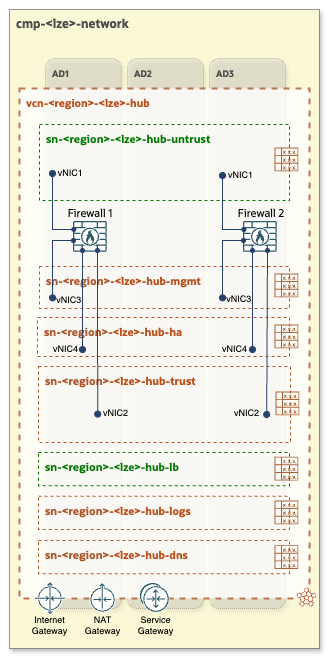 cmp-<lze>-network
AD1
AD2
AD3
vcn-<region>-<lze>-hub
sn-<region>-<lze>-hub-untrust
vNIC1
vNIC1
Firewall 1
Firewall 2
sn-<region>-<lze>-hub-mgmt
vNIC3
vNIC3
sn-<region>-<lze>-hub-ha
vNIC4
vNIC4
sn-<region>-<lze>-hub-trust
vNIC2
vNIC2
sn-<region>-<lze>-hub-lb
sn-<region>-<lze>-hub-logs
sn-<region>-<lze>-hub-dns
Internet
Gateway
NAT
Gateway
Service
Gateway